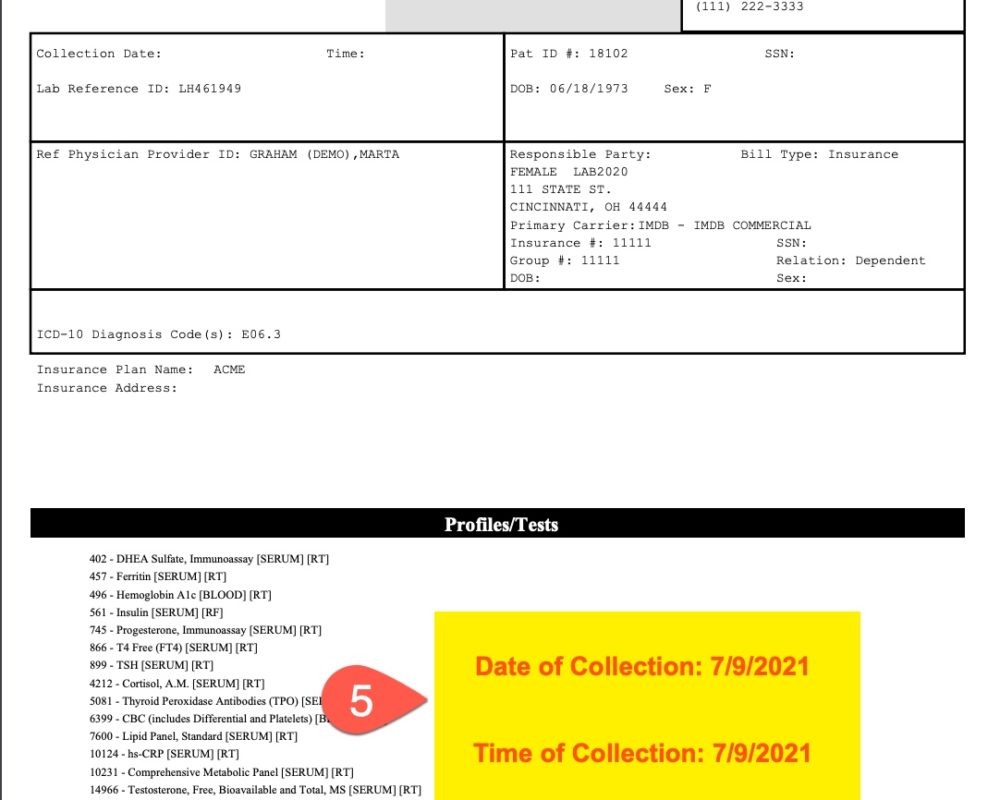 (111) 222-3333
Collection Date: Time:
Lab Reference ID: LH461949
Pat ID #: 18102 SSN:
DOB: 06/18/1973 Sex: F
Ref Physician Provider ID: GRAHAM (DEMO),MARTA
Responsible Party: Bill Type: Insurance
FEMALE LAB2020
111 STATE ST.
CINCINNATI, OH 44444
Primary Carrier: IMDB - IMDB COMMERCIAL
Insurance #: 11111 SSN:
Group #: 11111 Relation: Dependent
DOB: Sex:
ICD-10 Diagnosis Code(s): E06.3
Insurance Plan Name: ACME
Insurance Address:
Profiles/Tests
402 - DHEA Sulfate, Immunoassay [SERUM] [RT]
457 - Ferritin [SERUM] [RT]
496 - Hemoglobin A1c [BLOOD] [RT]
561 - Insulin [SERUM] [RF]
745 - Progesterone, Immunoassay [SERUM] [RT]
866 - T4 Free (FT4) [SERUM] [RT]
899 - TSH [SERUM] [RT]
4212 - Cortisol, A.M. [SERUM] [RT]
5081 - Thyroid Peroxidase Antibodies (TPO)
6399 - CBC (includes Differential and Platelets)
7600 - Lipid Panel, Standard [SERUM] [RT]
10124 - hs-CRP [SERUM] [RT]
10231 - Comprehensive Metabolic Panel [SERUM] [RT]
14966 - Testosterone, Free, Bioavailable and Total, MS [SERUM] [RT]
5
Date of Collection: 7/9/2021
Time of Collection: 7/9/2021